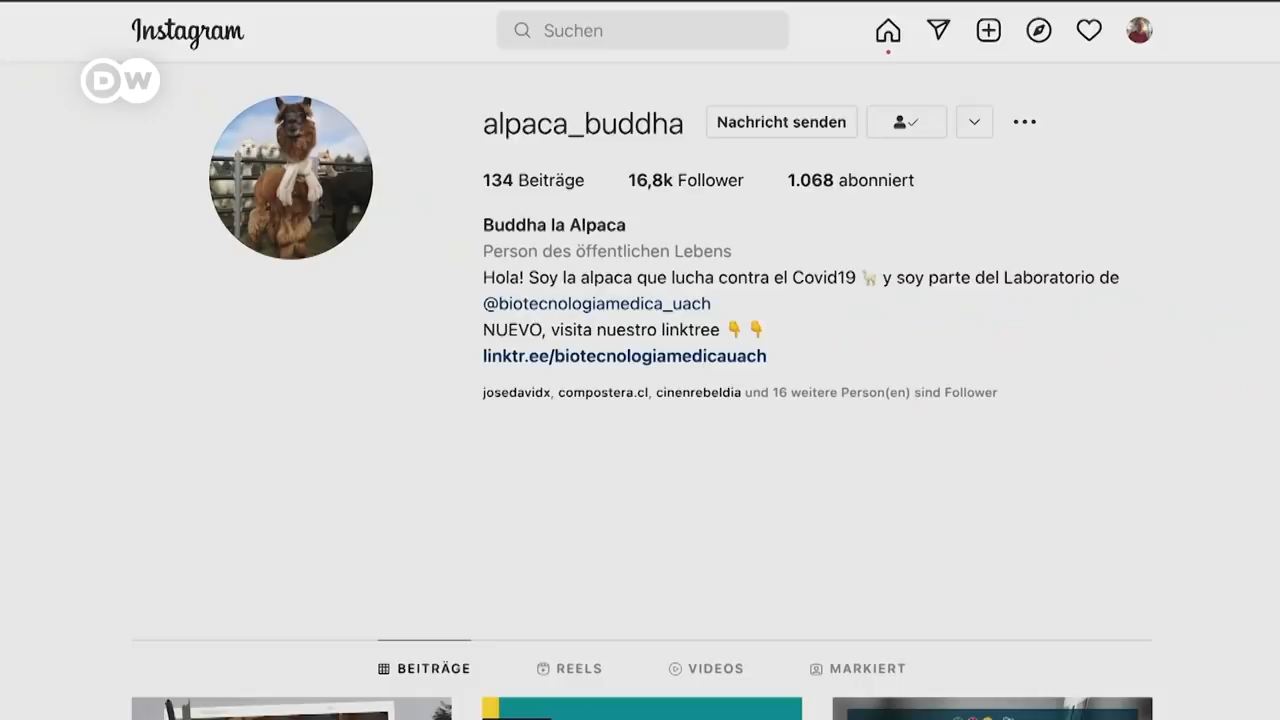 Instagram
Suchen
DW
alpaca_buddha
Nachricht senden
134 Beiträge
16,8k Follower
1.068 abonniert
Buddha la Alpaca
Person des öffentlichen Lebens
Hola! Soy la alpaca que lucha contra el Covid19 🦙 y soy parte del Laboratorio de
@biotecnologiamedica_uach
NUEVO, visita nuestro linktree 👇 👇
linktr.ee/biotecnologiamedicauach
josedavidx, compostera.cl, cinenrebeldia und 16 weitere Person(en) sind Follower
BEITRÄGE
REELS
VIDEOS
MARKIERT